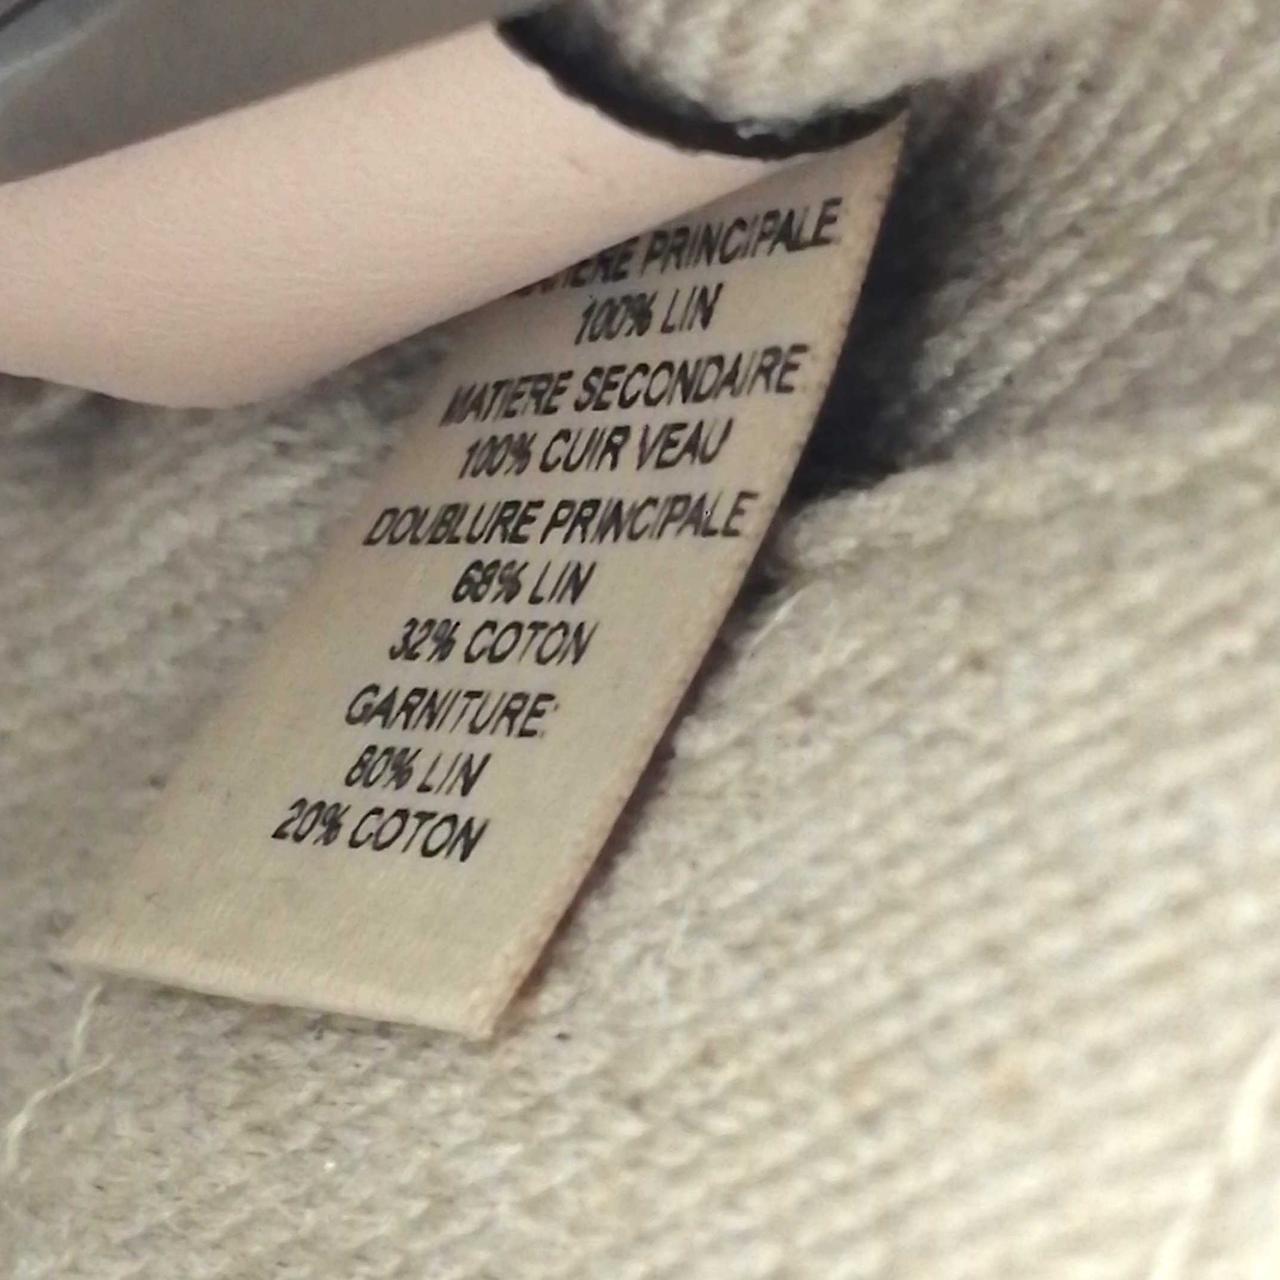 PRINCIPALE
100% LIN
MATIERE SECONDAIRE
100% CUIR VEAU
DOUBLURE PRINCIPALE
68% LIN
32% COTON
GARNITURE:
80% LIN
20% COTON